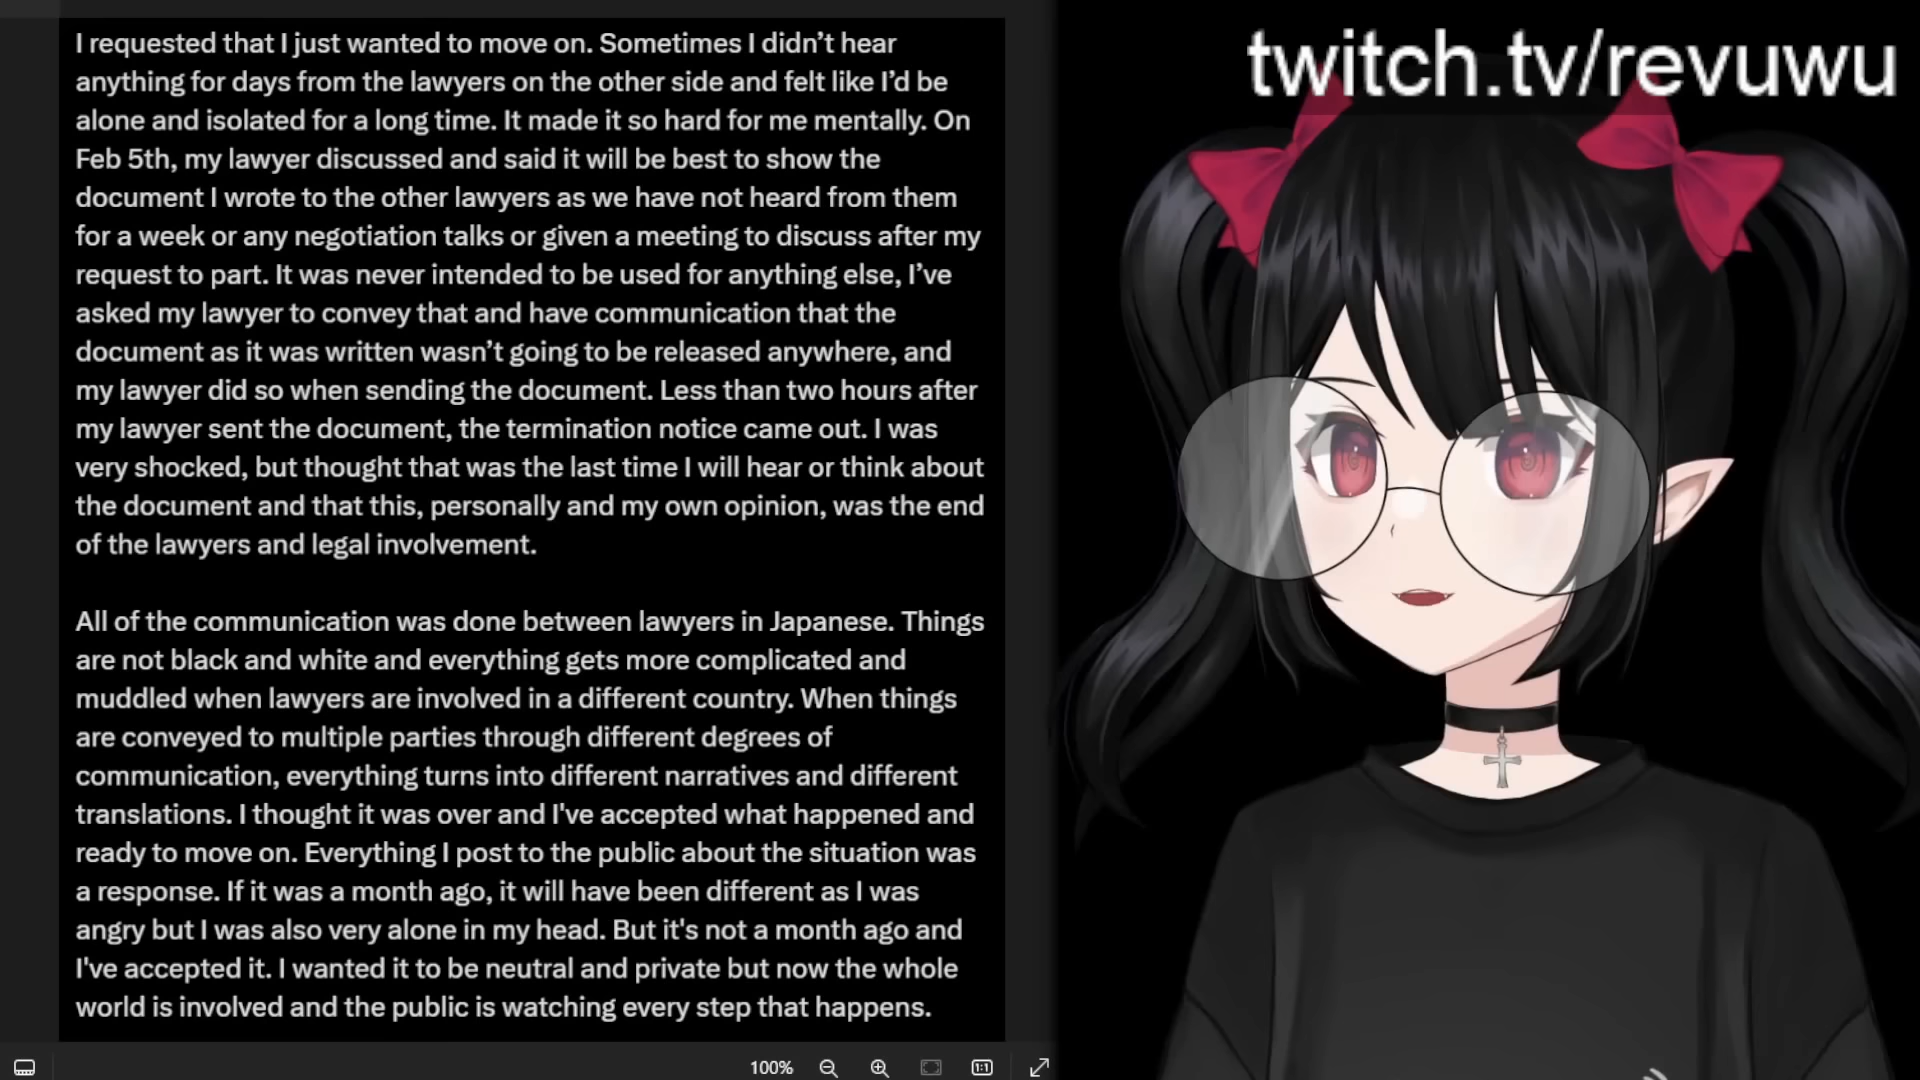 I requested that I just wanted to move on. Sometimes I didn’t hear
anything for days from the lawyers on the other side and felt like I’d be
alone and isolated for a long time. It made it so hard for me mentally. On
Feb 5th, my lawyer discussed and said it will be best to show the
document I wrote to the other lawyers as we have not heard from them
for a week or any negotiation talks or given a meeting to discuss after my
request to part. It was never intended to be used for anything else, I’ve
asked my lawyer to convey that and have communication that the
document as it was written wasn’t going to be released anywhere, and
my lawyer did so when sending the document. Less than two hours after
my lawyer sent the document, the termination notice came out. I was
very shocked, but thought that was the last time I will hear or think about
the document and that this, personally and my own opinion, was the end
of the lawyers and legal involvement.
All of the communication was done between lawyers in Japanese. Things
are not black and white and everything gets more complicated and
muddled when lawyers are involved in a different country. When things
are conveyed to multiple parties through different degrees of
communication, everything turns into different narratives and different
translations. I thought it was over and I've accepted what happened and
ready to move on. Everything I post to the public about the situation was
a response. If it was a month ago, it will have been different as I was
angry but I was also very alone in my head. But it's not a month ago and
I've accepted it. I wanted it to be neutral and private but now the whole
world is involved and the public is watching every step that happens.
100%
1:1
twitch.tv/revuwu